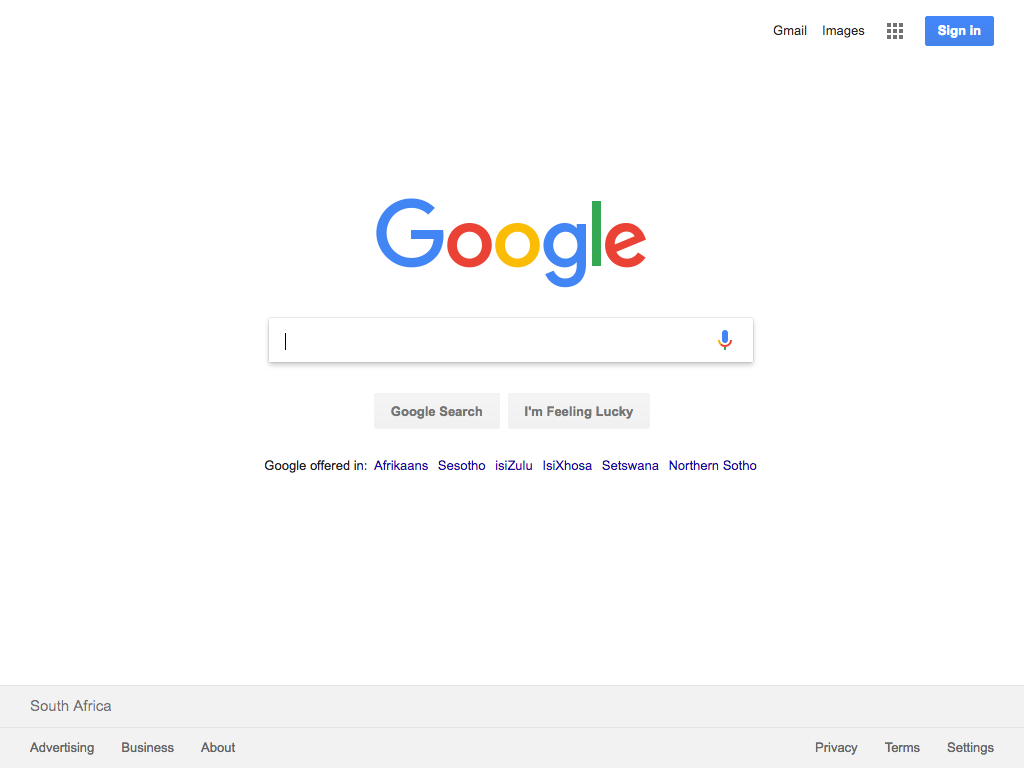 Gmail Images Sign in
Google
Google Search I'm Feeling Lucky
Google offered in: Afrikaans Sesotho isiZulu IsiXhosa Setswana Northern Sotho
South Africa
Advertising Business About Privacy Terms Settings